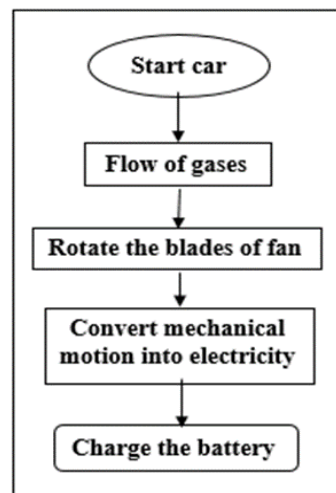 Start car
Flow of gases
Rotate the blades of fan
Convert mechanical
motion into electricity
Charge the battery